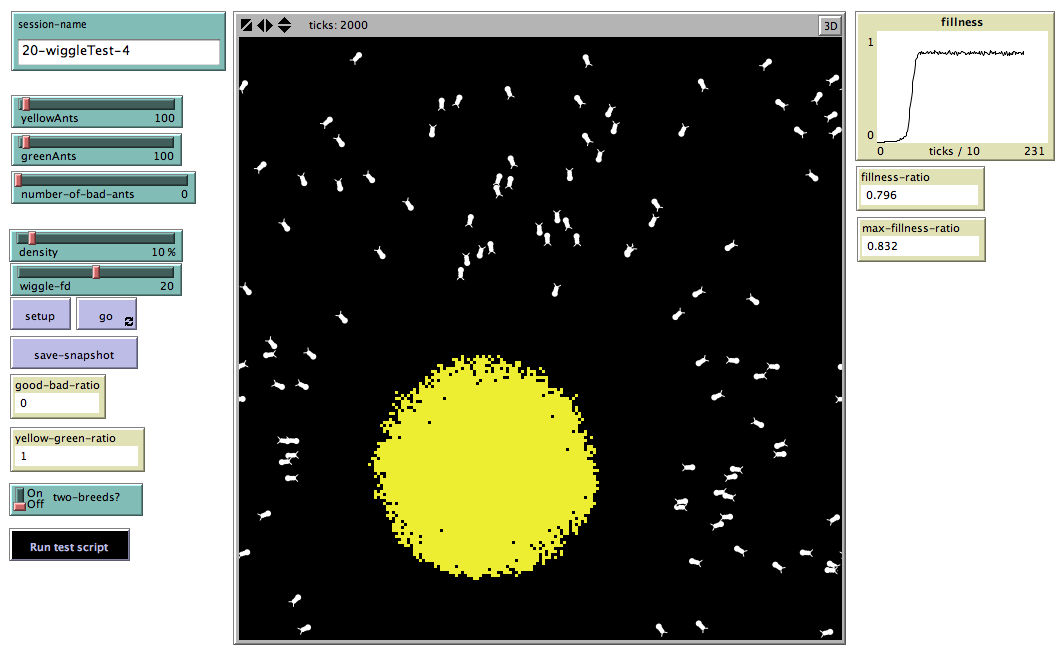 session-name
20-wiggleTest-4
yellowAnts 100
greenAnts 100
number-of-bad-ants 0
density 10 %
wiggle-fd 20
setup go
save-snapshot
good-bad-ratio
0
yellow-green-ratio
1
On
Off
two-breeds?
Run test script
ticks: 2000
3D
fillness
1
0
0 ticks / 10 231
fillness-ratio
0.796
max-fillness-ratio
0.832